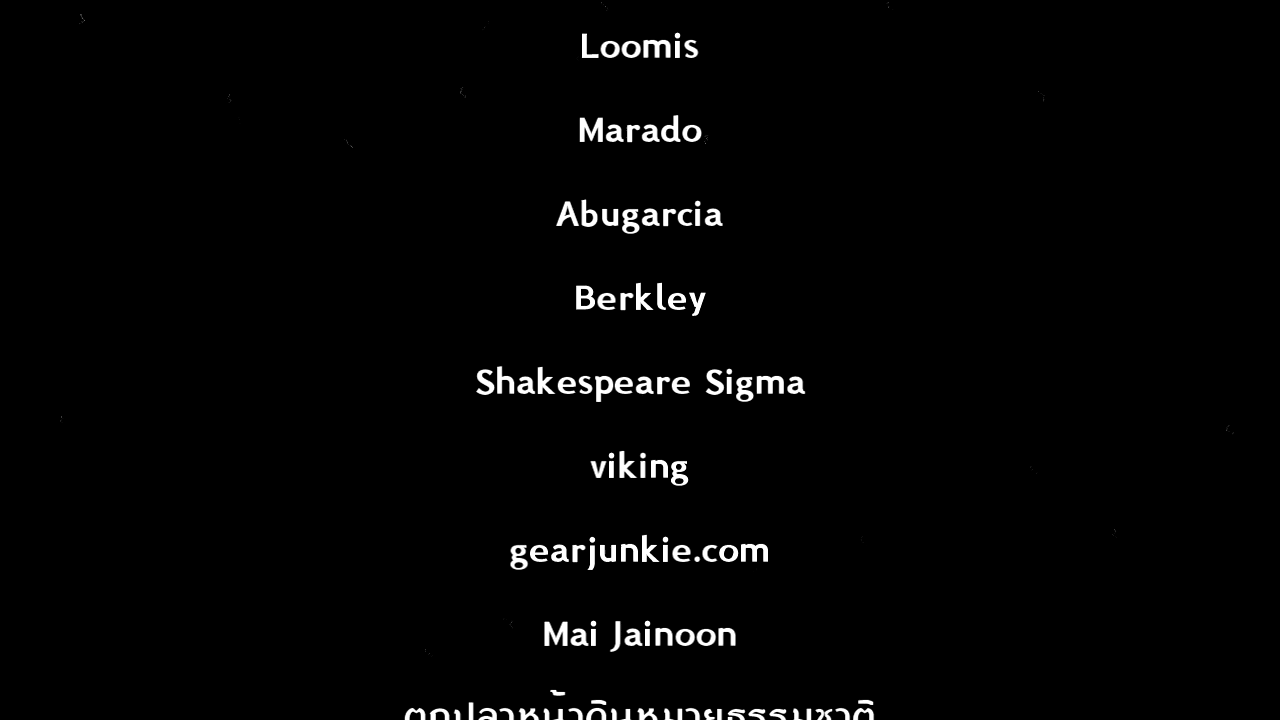 Loomis
Marado
Abugarcia
Berkley
Shakespeare Sigma
viking
gearjunkie.com
Mai Jainoon
ตกปลาหน้าดินหมายธรรมชาติ